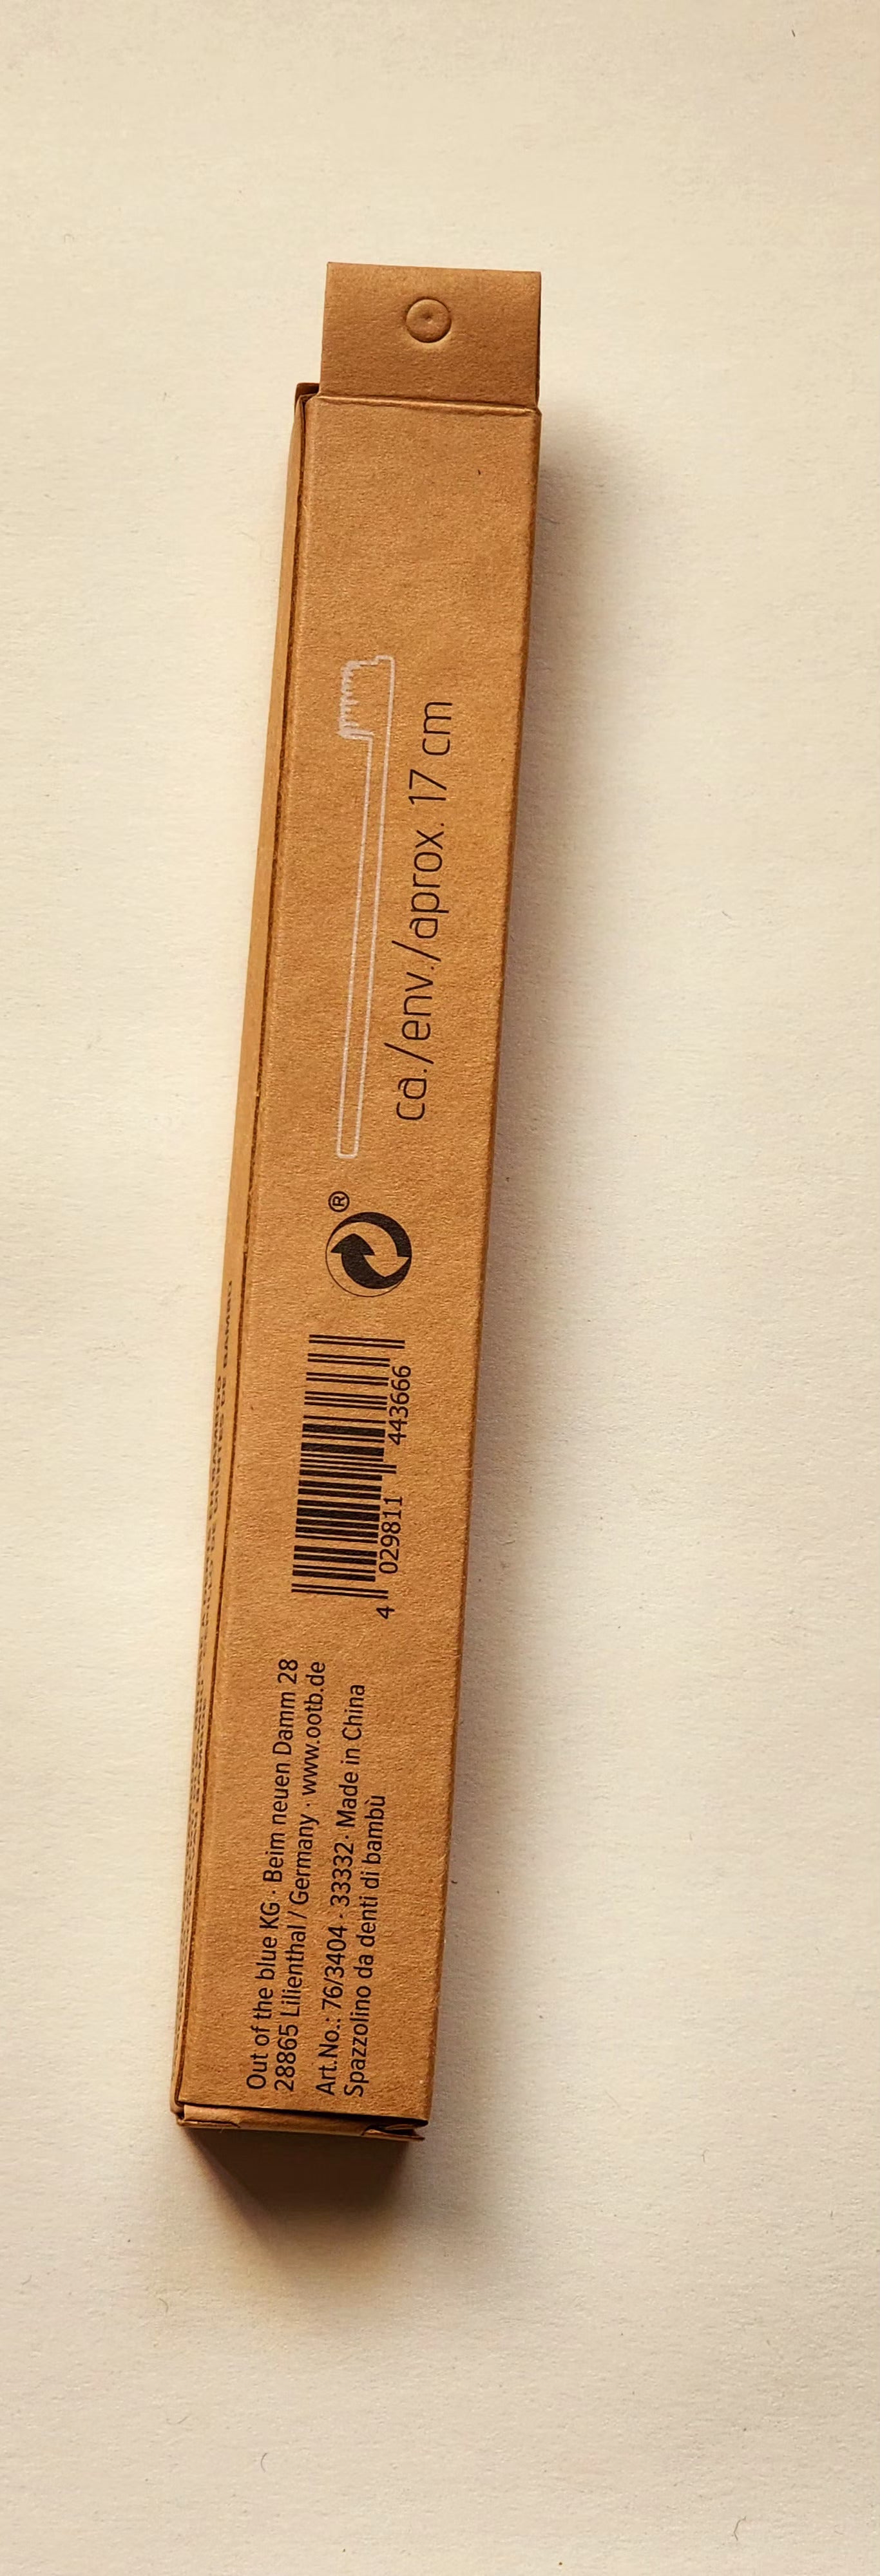 ca./env./aprox. 17 cm
®
4 029811 443666
Out of the blue KG · Beim neuen Damm 28
28865 Lilienthal / Germany · www.ootb.de
Art.No.: 76/3404 · 33332· Made in China
Spazzolino da denti di bambù